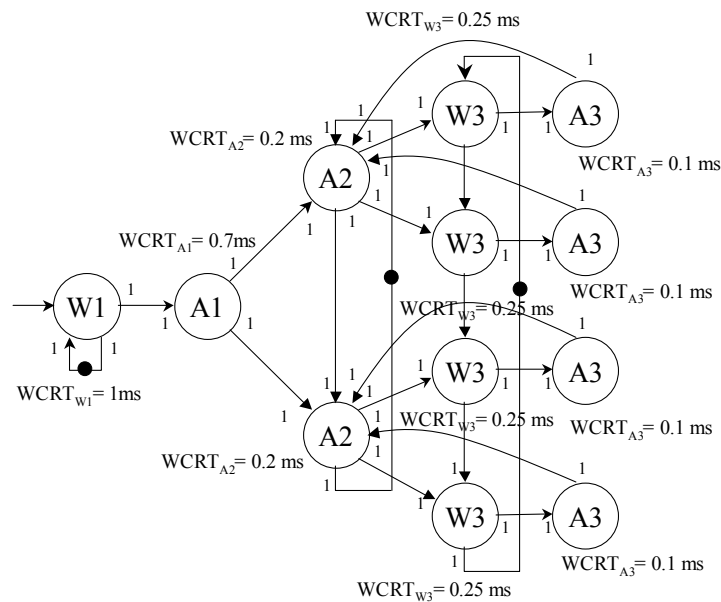 WCRT_W3 = 0.25 ms
1
1
1
1
1
W3
1
1
A3
WCRT_A2 = 0.2 ms
1
WCRT_A3 = 0.1 ms
A2
1
1
1
1
1
W3
1
1
A3
WCRT_A1 = 0.7ms
1
WCRT_A3 = 0.1 ms
W1
1
1
A1
1
1
1
WCRT_W3 = 0.25 ms
1
WCRT_W1 = 1ms
1
1
1
W3
1
1
A3
1
1
WCRT_W3 = 0.25 ms
WCRT_A3 = 0.1 ms
A2
1
1
1
WCRT_A2 = 0.2 ms
1
1
1
W3
1
1
A3
1
WCRT_A3 = 0.1 ms
WCRT_W3 = 0.25 ms